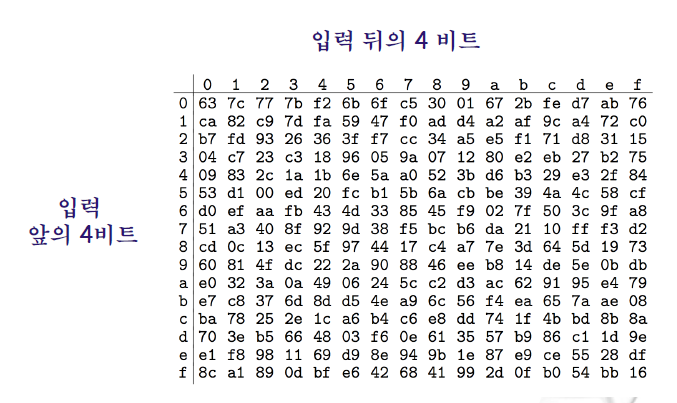 입력 뒤의 4 비트
0 1 2 3 4 5 6 7 8 9 a b c d e f
0 63 7c 77 7b f2 6b 6f c5 30 01 67 2b fe d7 ab 76
1 ca 82 c9 7d fa 59 47 f0 ad d4 a2 af 9c a4 72 c0
2 b7 fd 93 26 36 3f f7 cc 34 a5 e5 f1 71 d8 31 15
3 04 c7 23 c3 18 96 05 9a 07 12 80 e2 eb 27 b2 75
4 09 83 2c 1a 1b 6e 5a a0 52 3b d6 b3 29 e3 2f 84
5 53 d1 00 ed 20 fc b1 5b 6a cb be 39 4a 4c 58 cf
6 d0 ef aa fb 43 4d 33 85 45 f9 02 7f 50 3c 9f a8
7 51 a3 40 8f 92 9d 38 f5 bc b6 da 21 10 ff f3 d2
8 cd 0c 13 ec 5f 97 44 17 c4 a7 7e 3d 64 5d 19 73
9 60 81 4f dc 22 2a 90 88 46 ee b8 14 de 5e 0b db
a e0 32 3a 0a 49 06 24 5c c2 d3 ac 62 91 95 e4 79
b e7 c8 37 6d 8d d5 4e a9 6c 56 f4 ea 65 7a ae 08
c ba 78 25 2e 1c a6 b4 c6 e8 dd 74 1f 4b bd 8b 8a
d 70 3e b5 66 48 03 f6 0e 61 35 57 b9 86 c1 1d 9e
e e1 f8 98 11 69 d9 8e 94 9b 1e 87 e9 ce 55 28 df
f 8c a1 89 0d bf e6 42 68 41 99 2d 0f b0 54 bb 16
입력
앞의 4비트